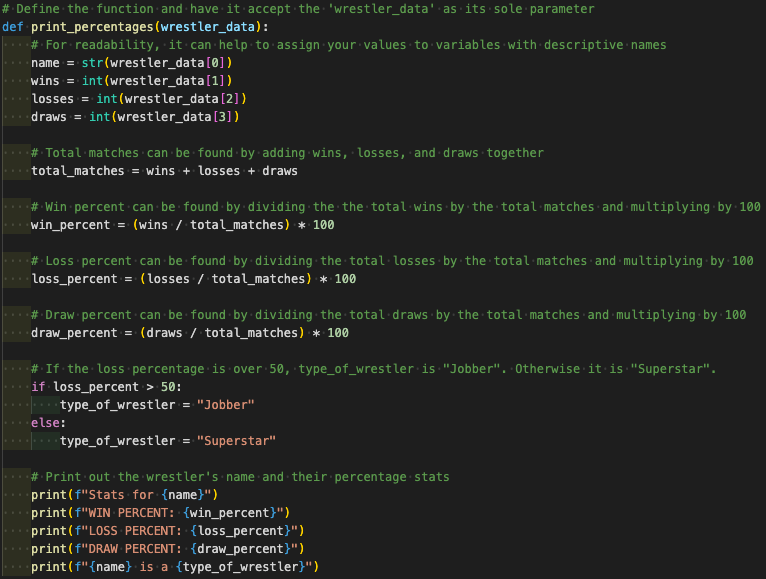 # Define the function and have it accept the 'wrestler_data' as its sole parameter
def print_percentages(wrestler_data):
    # For readability, it can help to assign your values to variables with descriptive names
    name = str(wrestler_data[0])
    wins = int(wrestler_data[1])
    losses = int(wrestler_data[2])
    draws = int(wrestler_data[3])

    # Total matches can be found by adding wins, losses, and draws together
    total_matches = wins + losses + draws

    # Win percent can be found by dividing the the total wins by the total matches and multiplying by 100
    win_percent = (wins / total_matches) * 100

    # Loss percent can be found by dividing the total losses by the total matches and multiplying by 100
    loss_percent = (losses / total_matches) * 100

    # Draw percent can be found by dividing the total draws by the total matches and multiplying by 100
    draw_percent = (draws / total_matches) * 100

    # If the loss percentage is over 50, type_of_wrestler is "Jobber". Otherwise it is "Superstar".
    if loss_percent > 50:
        type_of_wrestler = "Jobber"
    else:
        type_of_wrestler = "Superstar"

    # Print out the wrestler's name and their percentage stats
    print(f"Stats for {name}")
    print(f"WIN PERCENT: {win_percent}")
    print(f"LOSS PERCENT: {loss_percent}")
    print(f"DRAW PERCENT: {draw_percent}")
    print(f"{name} is a {type_of_wrestler}")